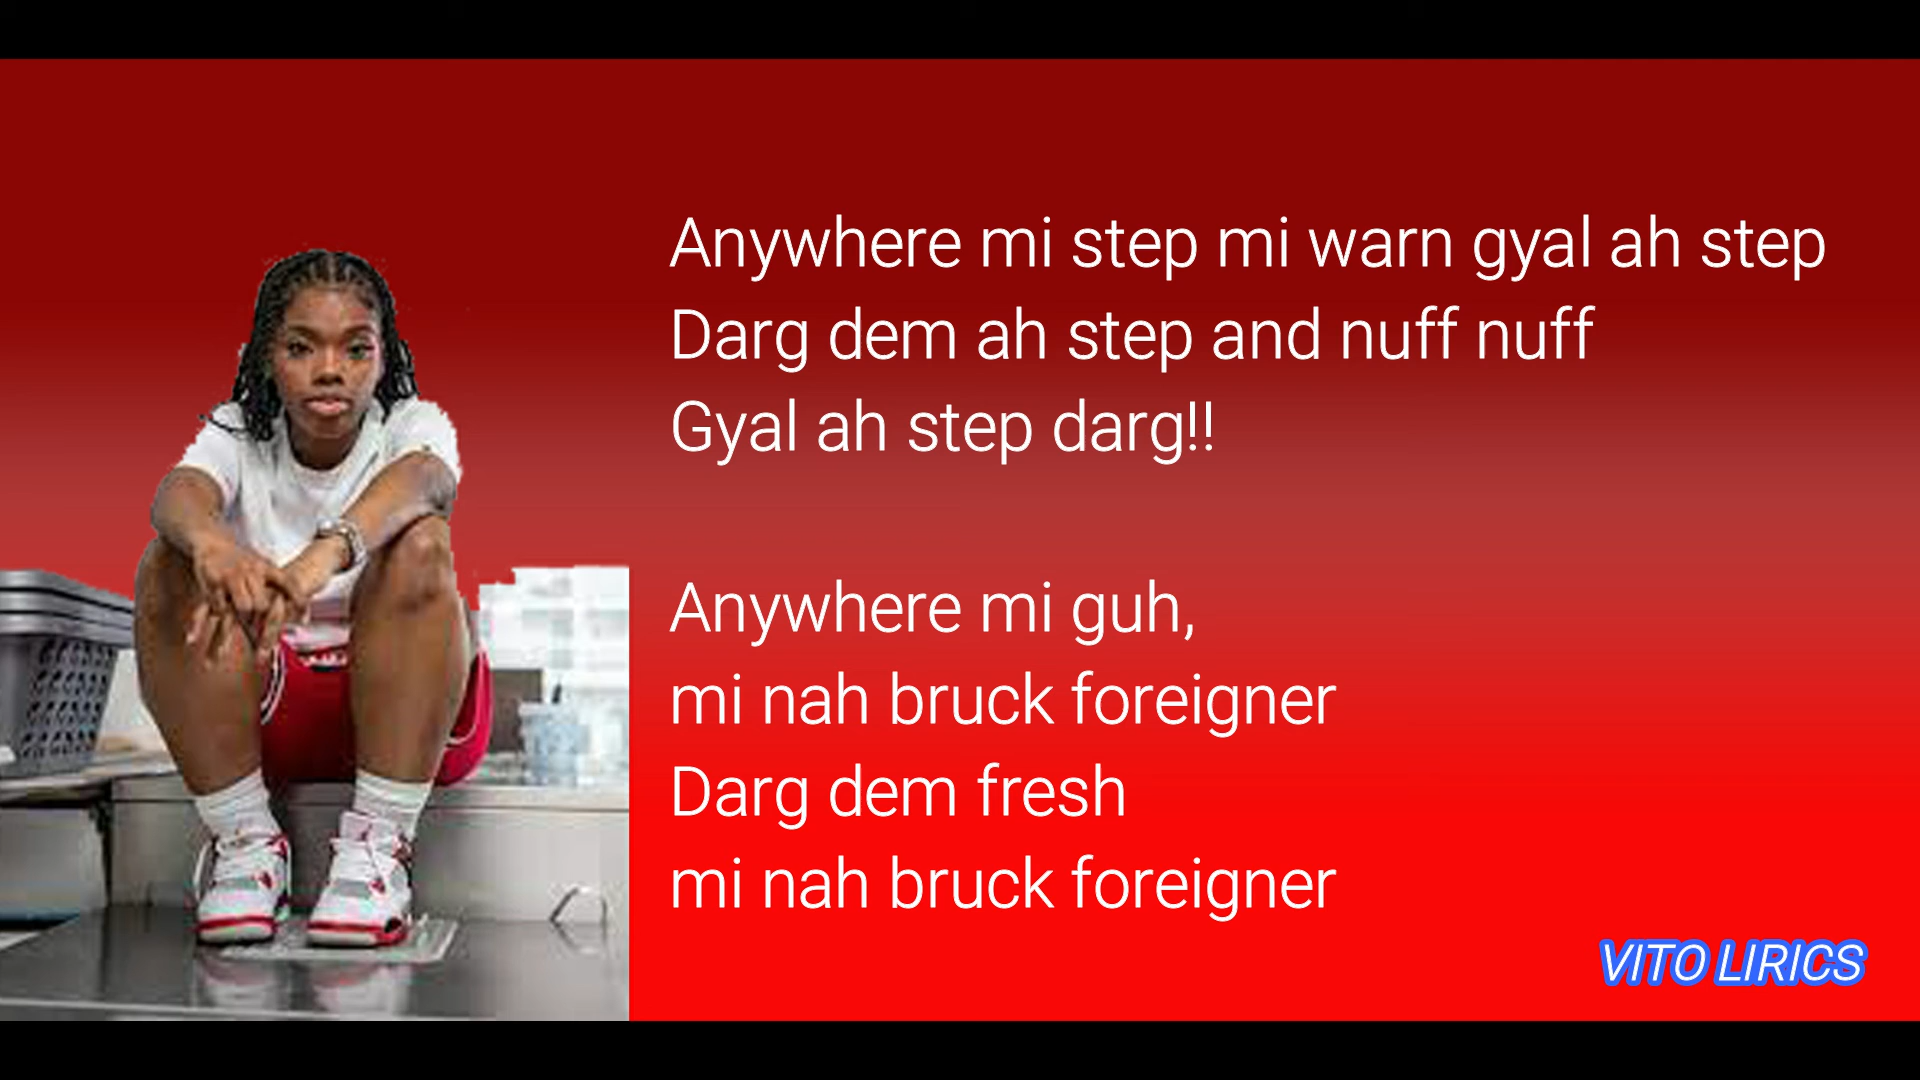 Anywhere mi step mi warn gyal ah step
Darg dem ah step and nuff nuff
Gyal ah step darg!!
Anywhere mi guh,
mi nah bruck foreigner
Darg dem fresh
mi nah bruck foreigner
VITO LIRICS